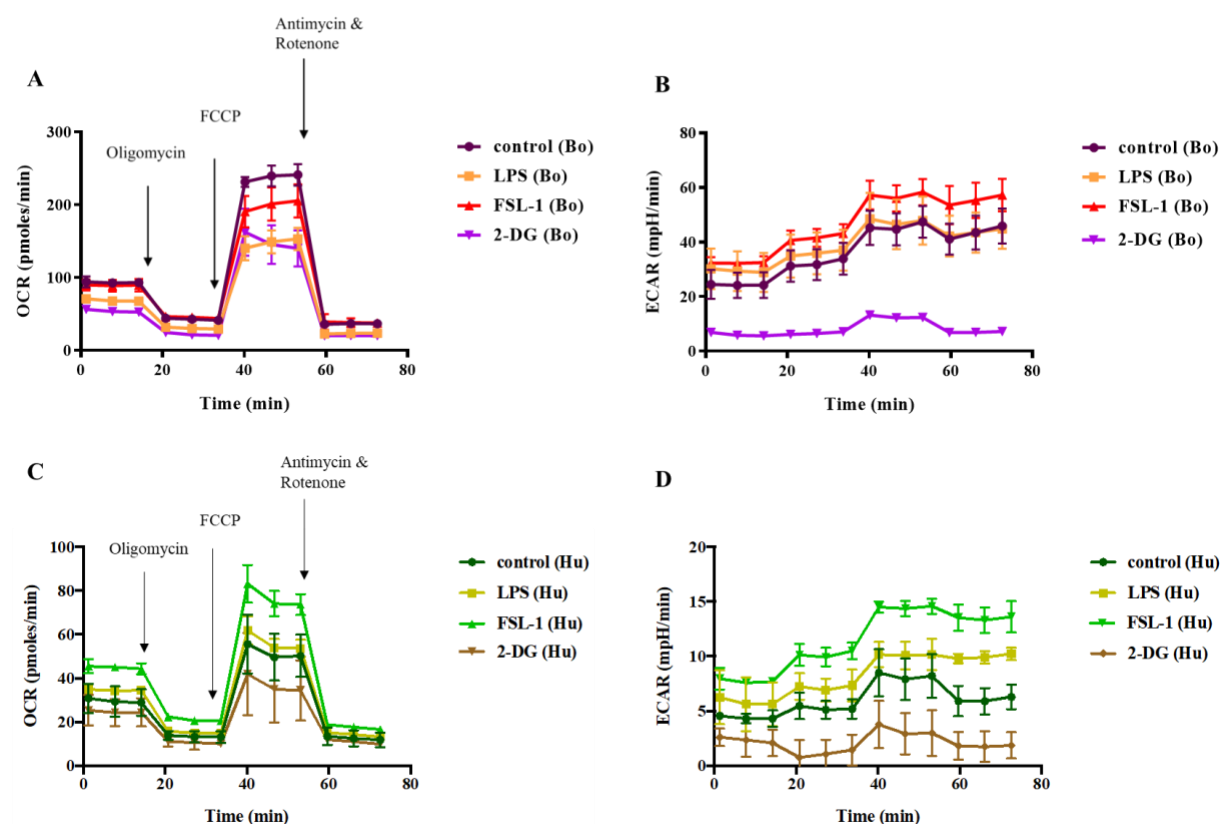 Antimycin &
Rotenone
A
FCCP
Oligomycin
300
200
100
0
OCR (pmoles/min)
0 20 40 60 80
Time (min)
control (Bo)
LPS (Bo)
FSL-1 (Bo)
2-DG (Bo)
B
80
60
40
20
0
ECAR (mpH/min)
0 20 40 60 80
Time (min)
control (Bo)
LPS (Bo)
FSL-1 (Bo)
2-DG (Bo)
C
Antimycin &
Rotenone
FCCP
Oligomycin
100
80
60
40
20
0
OCR (pmoles/min)
0 20 40 60 80
Time (min)
control (Hu)
LPS (Hu)
FSL-1 (Hu)
2-DG (Hu)
D
20
15
10
5
0
ECAR (mpH/min)
0 20 40 60 80
Time (min)
control (Hu)
LPS (Hu)
FSL-1 (Hu)
2-DG (Hu)